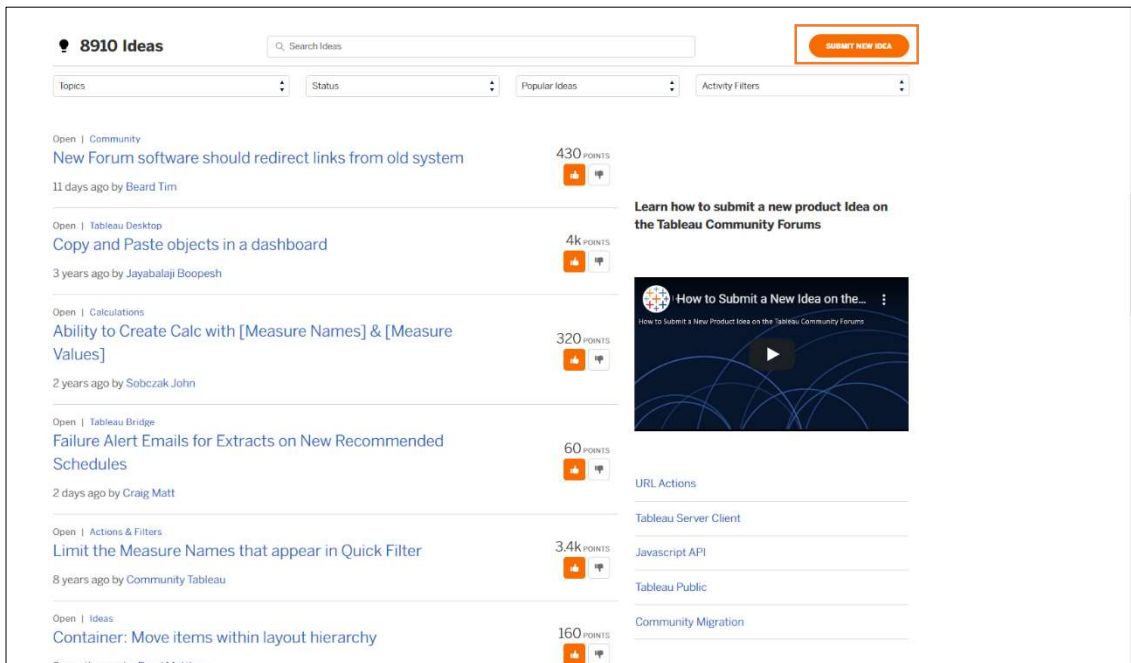 8910 Ideas
Search Ideas
SUBMIT NEW IDEA
Topics
Status
Popular Ideas
Activity Filters
Open | Community
New Forum software should redirect links from old system
11 days ago by Beard Tim
430 POINTS
Open | Tableau Desktop
Copy and Paste objects in a dashboard
3 years ago by Jayabalaji Boopesh
4k POINTS
Open | Calculations
Ability to Create Calc with [Measure Names] & [Measure
Values]
2 years ago by Sobczak John
320 POINTS
Open | Tableau Bridge
Failure Alert Emails for Extracts on New Recommended
Schedules
2 days ago by Craig Matt
60 POINTS
Open | Actions & Filters
Limit the Measure Names that appear in Quick Filter
8 years ago by Community Tableau
3.4k POINTS
Open | Ideas
Container: Move items within layout hierarchy
160 POINTS
Learn how to submit a new product Idea on
the Tableau Community Forums
How to Submit a New Idea on the...
How to Submit a New Product Idea on the Tableau Community Forums
URL Actions
Tableau Server Client
Javascript API
Tableau Public
Community Migration